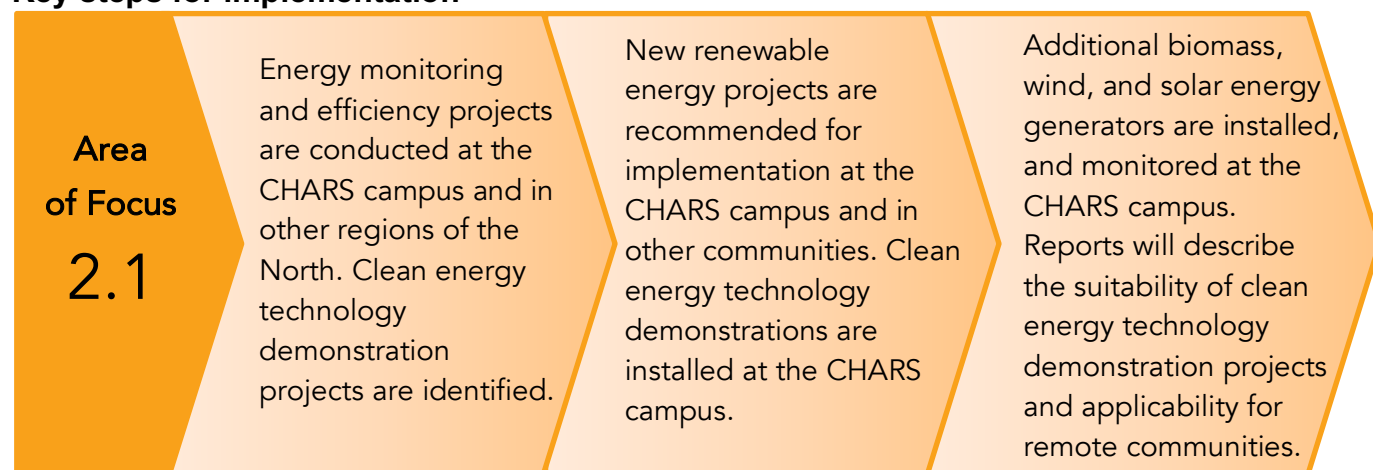 Key steps for implementation
Area
of Focus
2.1
Energy monitoring
and efficiency projects
are conducted at the
CHARS campus and in
other regions of the
North. Clean energy
technology
demonstration
projects are identified.
New renewable
energy projects are
recommended for
implementation at the
CHARS campus and in
other communities. Clean
energy technology
demonstrations are
installed at the CHARS
campus.
Additional biomass,
wind, and solar energy
generators are installed,
and monitored at the
CHARS campus.
Reports will describe
the suitability of clean
energy technology
demonstration projects
and applicability for
remote communities.